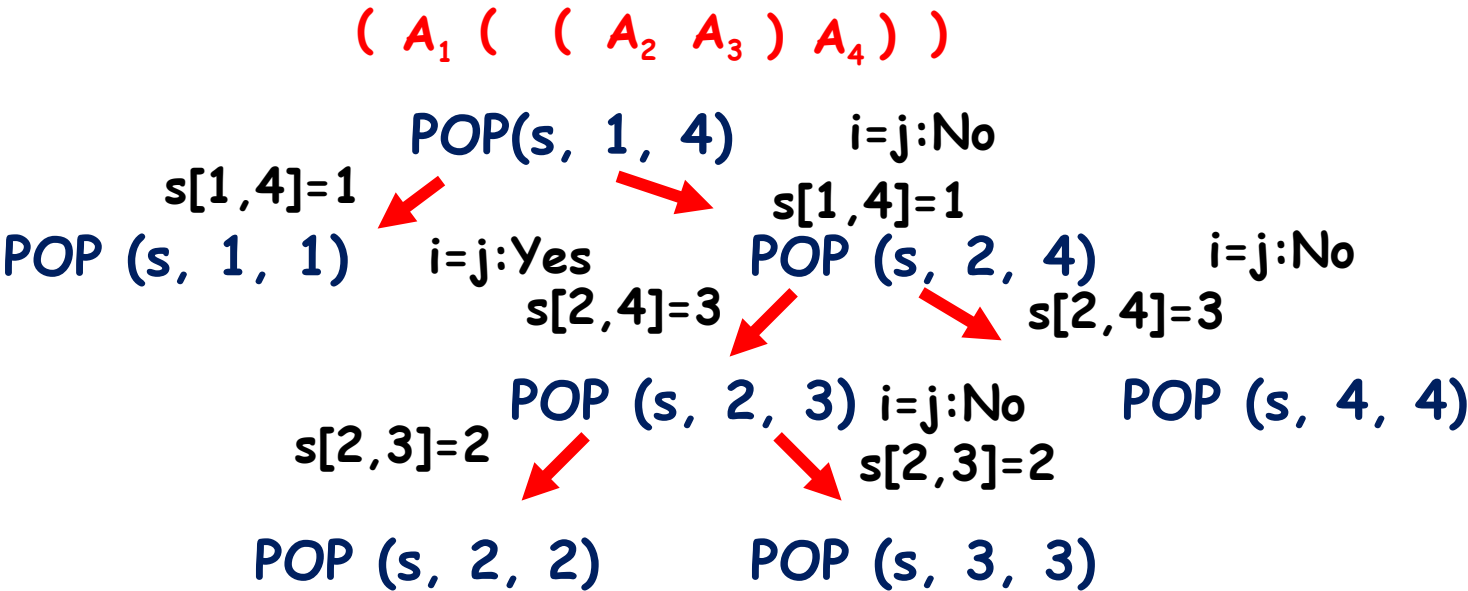 ( A₁ ( ( A₂ A₃ ) A₄ ) )
POP(s, 1, 4) i=j:No
s[1,4]=1 s[1,4]=1
POP (s, 1, 1) i=j:Yes POP (s, 2, 4) i=j:No
s[2,4]=3 s[2,4]=3
POP (s, 2, 3) i=j:No POP (s, 4, 4)
s[2,3]=2 s[2,3]=2
POP (s, 2, 2) POP (s, 3, 3)